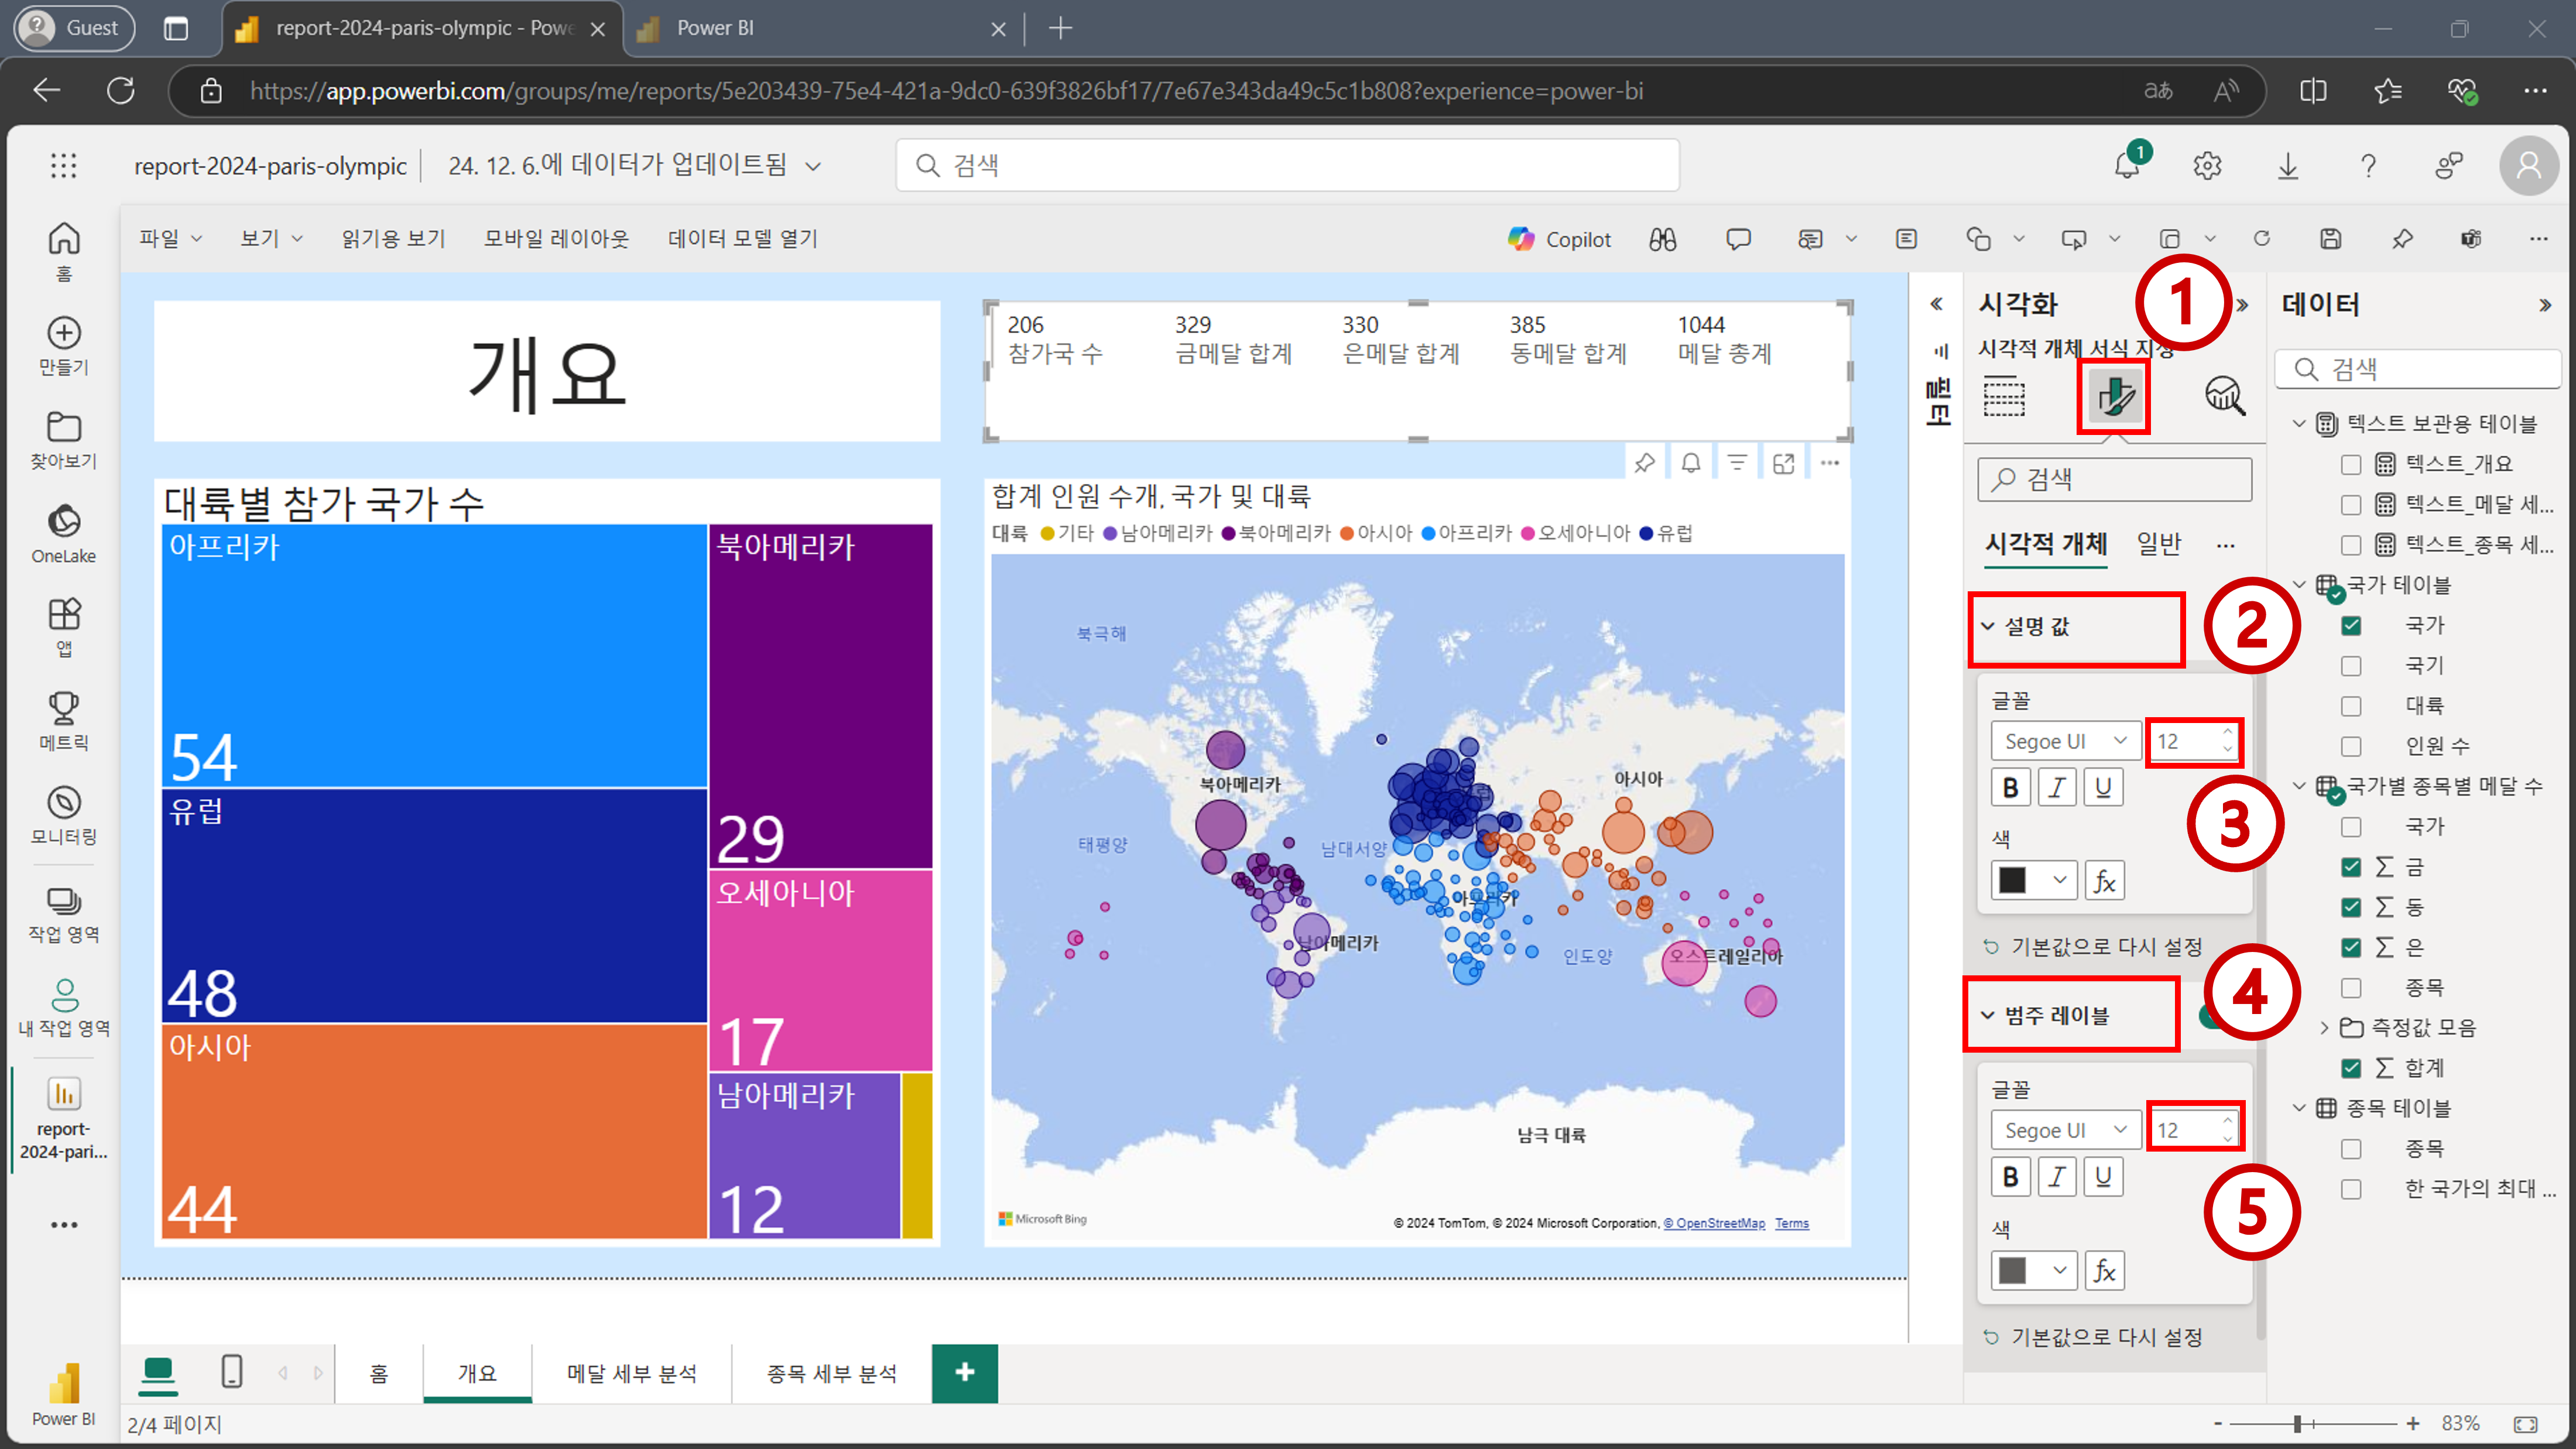 Guest
report-2024-paris-olympic - Powe
Power BI
https://app.powerbi.com/groups/me/reports/5e203439-75e4-421a-9dc0-639f3826bf17/7e67e343da49c5c1b808?experience=power-bi
report-2024-paris-olympic
24. 12. 6.에 데이터가 업데이트됨
검색
1
파일
보기
읽기용 보기
모바일 레이아웃
데이터 모델 열기
Copilot
홈
만들기
찾아보기
OneLake
앱
메트릭
모니터링
작업 영역
내 작업 영역
report-
2024-pari...
Power BI
개요
206
참가국 수
329
금메달 합계
330
은메달 합계
385
동메달 합계
1044
메달 총계
대륙별 참가 국가 수
아프리카
54
유럽
48
아시아
44
북아메리카
29
오세아니아
17
남아메리카
12
합계 인원 수개, 국가 및 대륙
대륙 기타 남아메리카 북아메리카 아시아 아프리카 오세아니아 유럽
북극해
북아메리카
아시아
태평양
남대서양
아프리카
남아메리카
인도양
오스트레일리아
남극 대륙
Microsoft Bing
© 2024 TomTom, © 2024 Microsoft Corporation, © OpenStreetMap Terms
필터
시각화
1
시각적 개체 서식 지정
검색
시각적 개체
일반
설명 값
2
글꼴
Segoe UI
12
B I U
3
색
fx
기본값으로 다시 설정
범주 레이블
4
글꼴
Segoe UI
12
B I U
5
색
fx
기본값으로 다시 설정
데이터
검색
텍스트 보관용 테이블
텍스트_개요
텍스트_메달 세...
텍스트_종목 세...
국가 테이블
국가
국기
대륙
인원 수
국가별 종목별 메달 수
국가
∑ 금
∑ 동
∑ 은
종목
측정값 모음
∑ 합계
종목 테이블
종목
한 국가의 최대 ...
홈
개요
메달 세부 분석
종목 세부 분석
2/4 페이지
83%